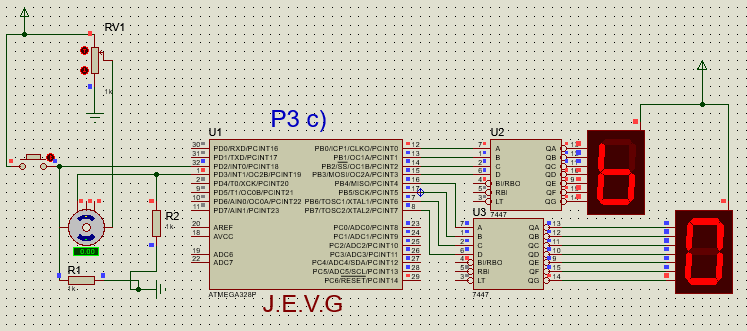 RV1
1k
P3 c)
U1
30 PD0/RXD/PCINT16 PB0/ICP1/CLKO/PCINT0 12
31 PD1/TXD/PCINT17 PB1/OC1A/PCINT1 13
32 PD2/INT0/PCINT18 PB2/SS/OC1B/PCINT2 14
1 PD3/INT1/OC2B/PCINT19 PB3/MOSI/OC2A/PCINT3 15
2 PD4/T0/XCK/PCINT20 PB4/MISO/PCINT4 16
9 PD5/T1/OC0B/PCINT21 PB5/SCK/PCINT5 17
10 PD6/AIN0/OC0A/PCINT22 PB6/TOSC1/XTAL1/PCINT6 7
11 PD7/AIN1/PCINT23 PB7/TOSC2/XTAL2/PCINT7 8
20 AREF PC0/ADC0/PCINT8 23
18 AVCC PC1/ADC1/PCINT9 24
PC2/ADC2/PCINT10 25
19 ADC6 PC3/ADC3/PCINT11 26
22 ADC7 PC4/ADC4/SDA/PCINT12 27
PC5/ADC5/SCL/PCINT13 28
PC6/RESET/PCINT14 29
ATMEGA328P
J.E.V.G
U2
7 A QA 13
1 B QB
2 C QC
6 D QD
4 BI/RBO QE
5 RBI QF
3 LT QG
7447
U3
7 A QA 13
1 B QB 12
2 C QC 11
6 D QD 10
4 BI/RBO QE 9
5 RBI QF 15
3 LT QG 14
7447
R2
1k
R1
1k
0.00